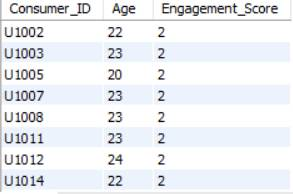 Consumer_ID Age Engagement_Score
U1002 22 2
U1003 23 2
U1005 20 2
U1007 23 2
U1008 23 2
U1011 23 2
U1012 24 2
U1014 22 2